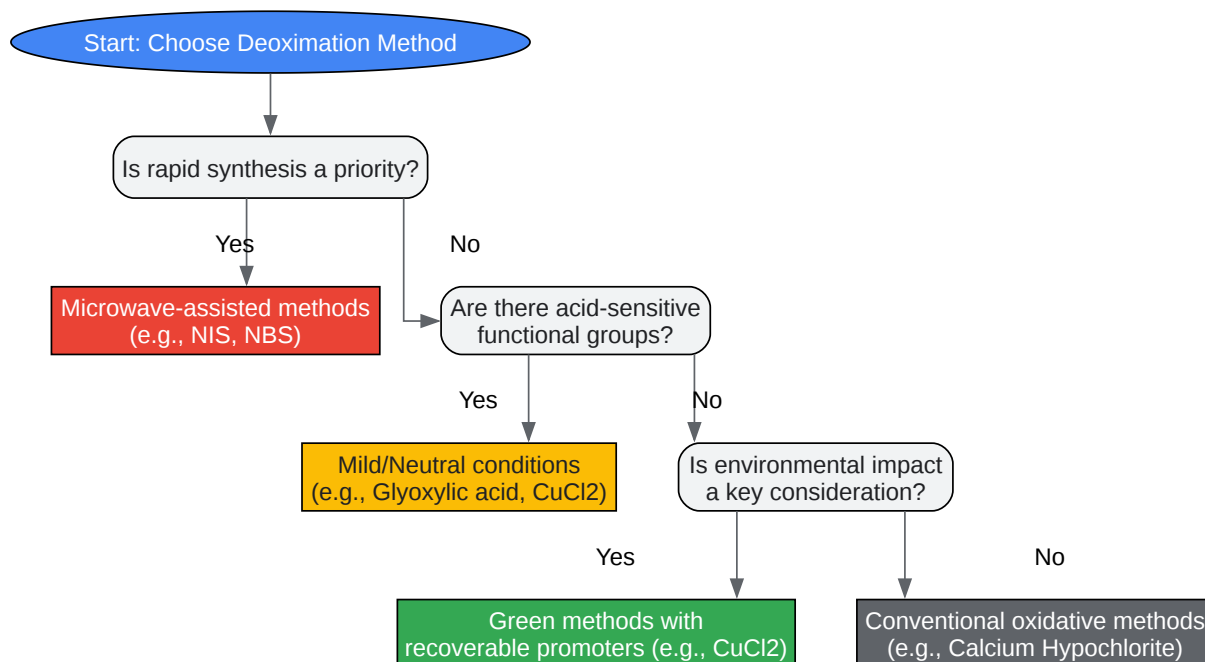 Start: Choose Deoximation Method
Is rapid synthesis a priority?
Yes
No
Microwave-assisted methods
(e.g., NIS, NBS)
Are there acid-sensitive
functional groups?
Yes
No
Mild/Neutral conditions
(e.g., Glyoxylic acid, CuCl2)
Is environmental impact
a key consideration?
Yes
No
Green methods with
recoverable promoters (e.g., CuCl2)
Conventional oxidative methods
(e.g., Calcium Hypochlorite)